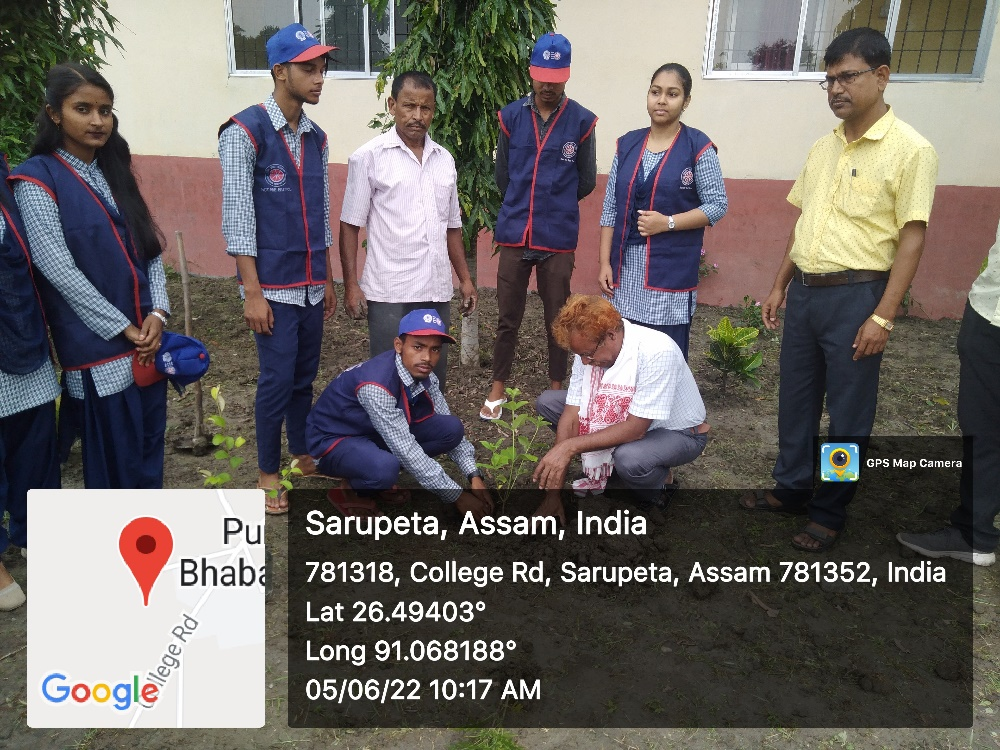 GPS Map Camera
Sarupeta, Assam, India
781318, College Rd, Sarupeta, Assam 781352, India
Lat 26.49403°
Long 91.068188°
05/06/22 10:17 AM
Pu
Bhaba
College Rd
Google